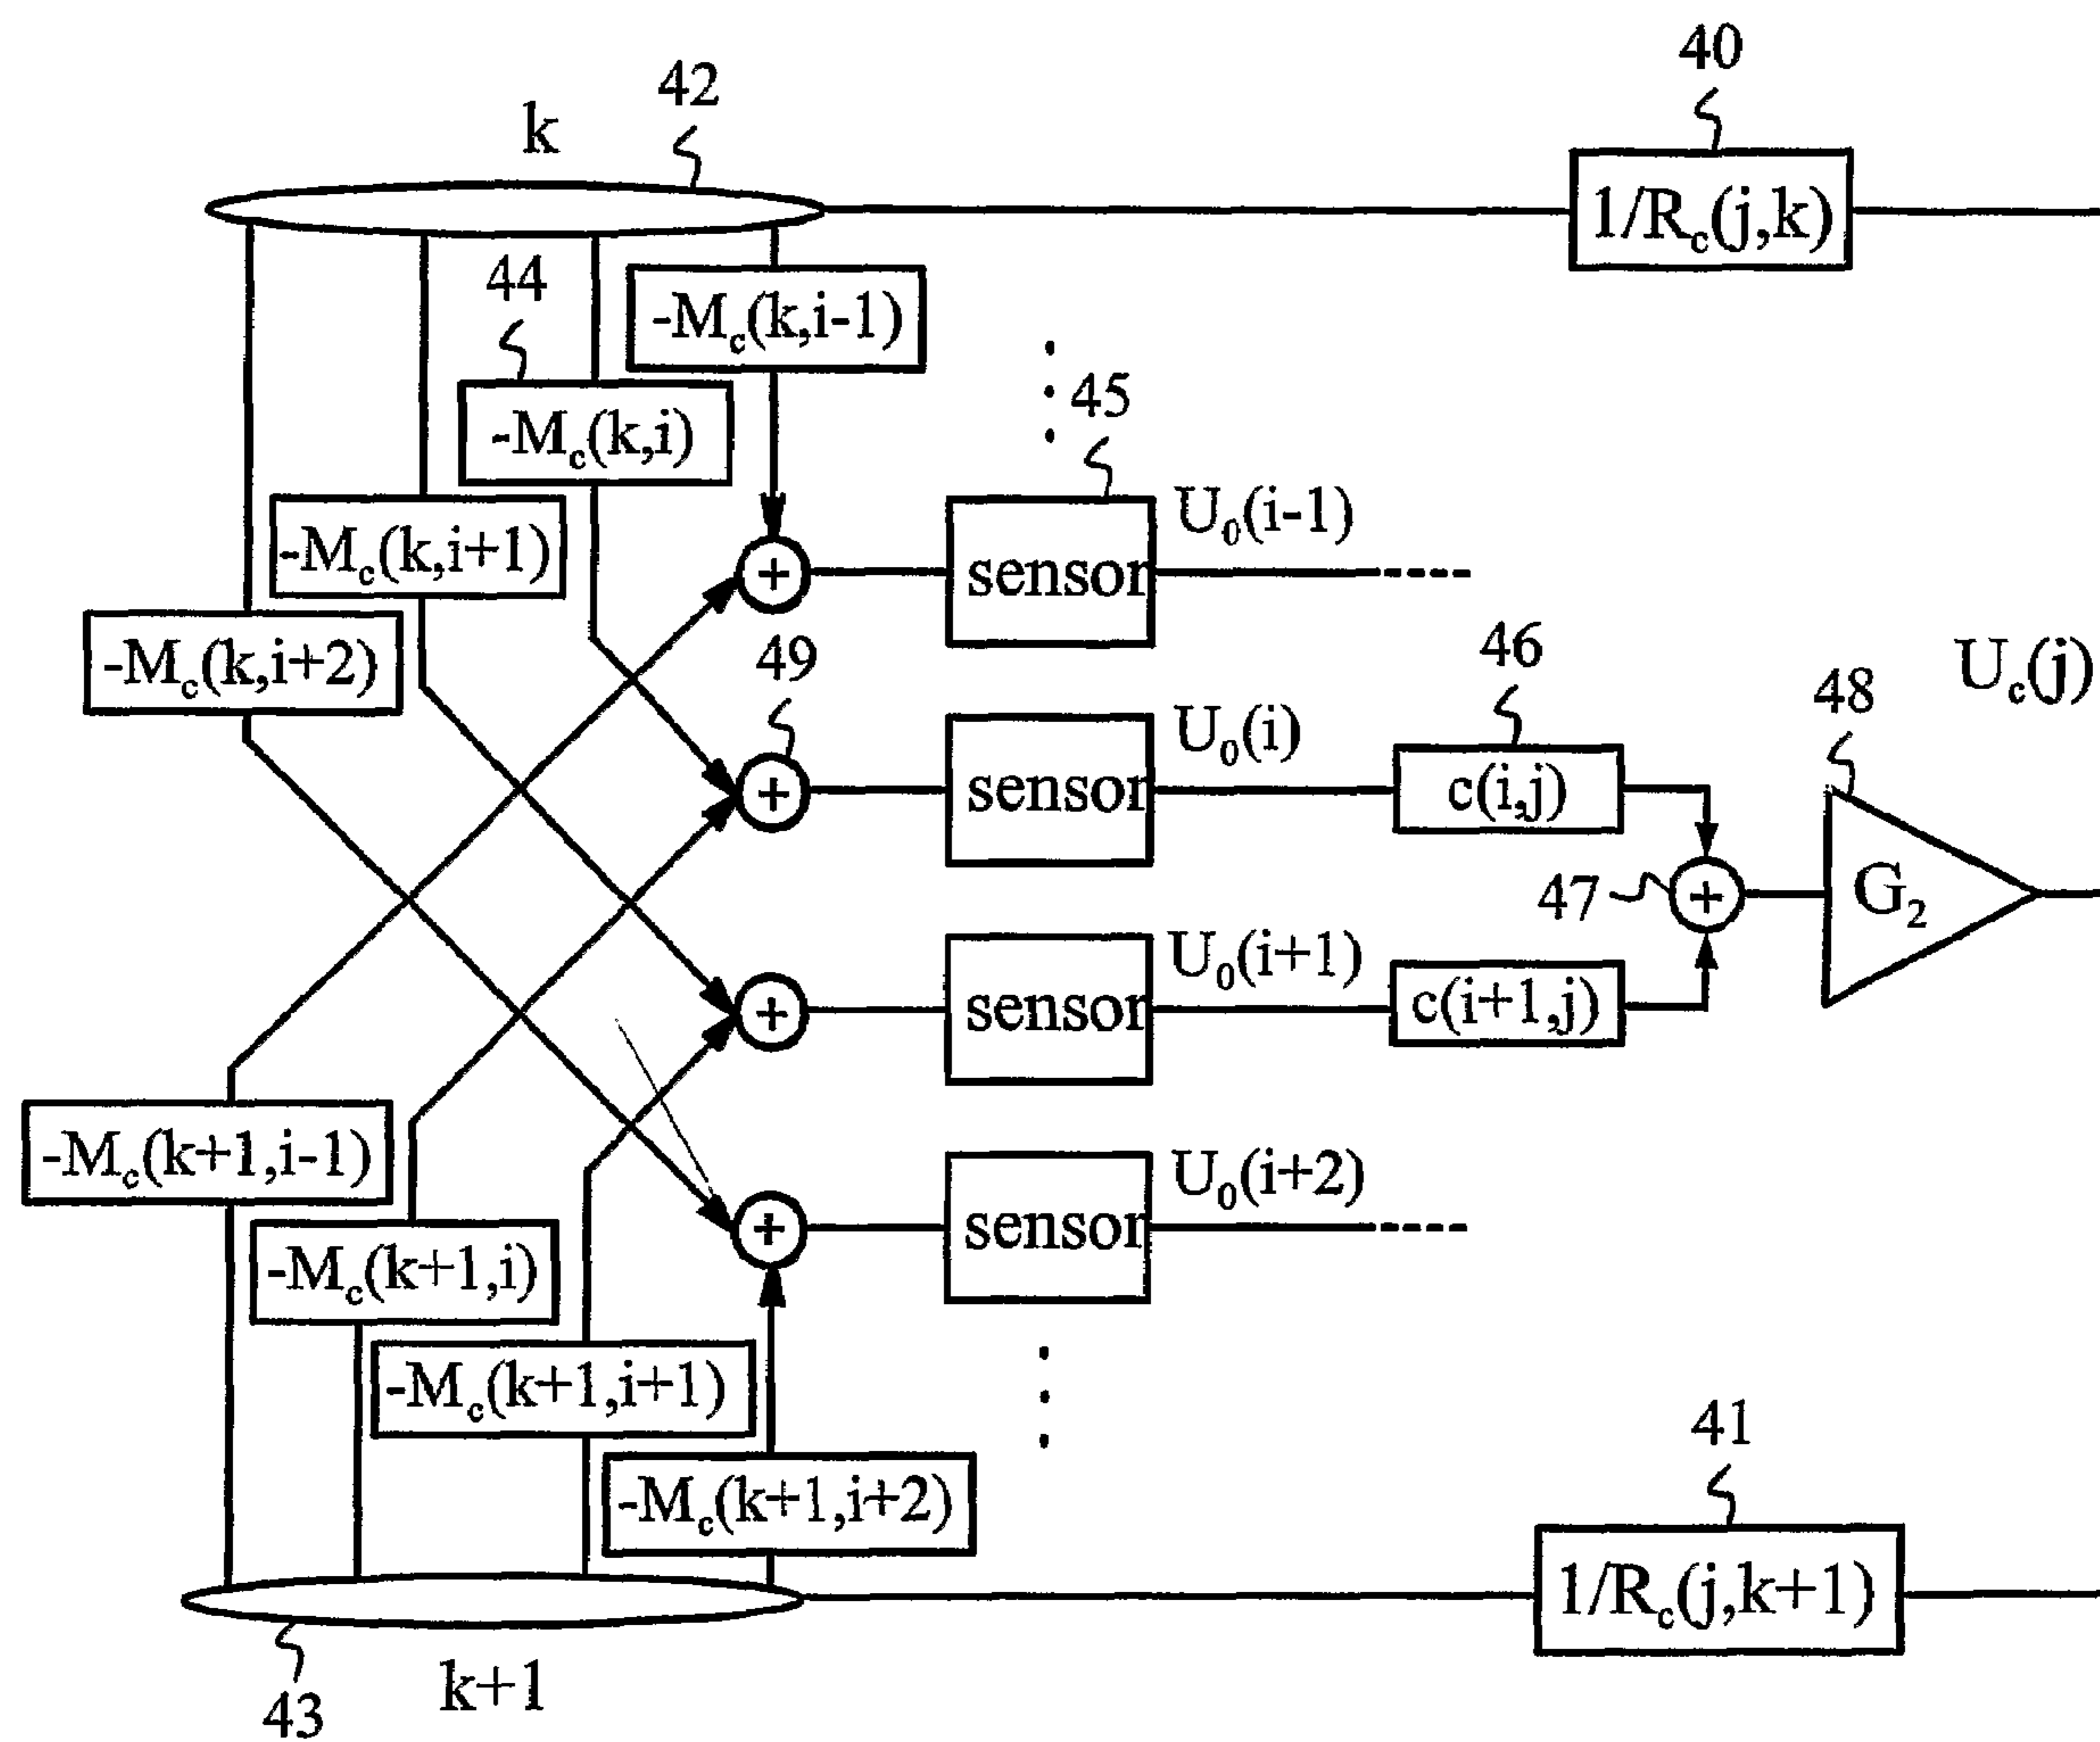 40
42
k
1/Rc(j,k)
44
-Mc(k,i-1)
45
-Mc(k,i)
U0(i-1)
-Mc(k,i+1)
sensor
49
46
Uc(j)
-Mc(k,i+2)
48
U0(i)
sensor
c(i,j)
47
G2
U0(i+1)
sensor
c(i+1,j)
-Mc(k+1,i-1)
U0(i+2)
sensor
-Mc(k+1,i)
-Mc(k+1,i+1)
41
-Mc(k+1,i+2)
1/Rc(j,k+1)
k+1
43